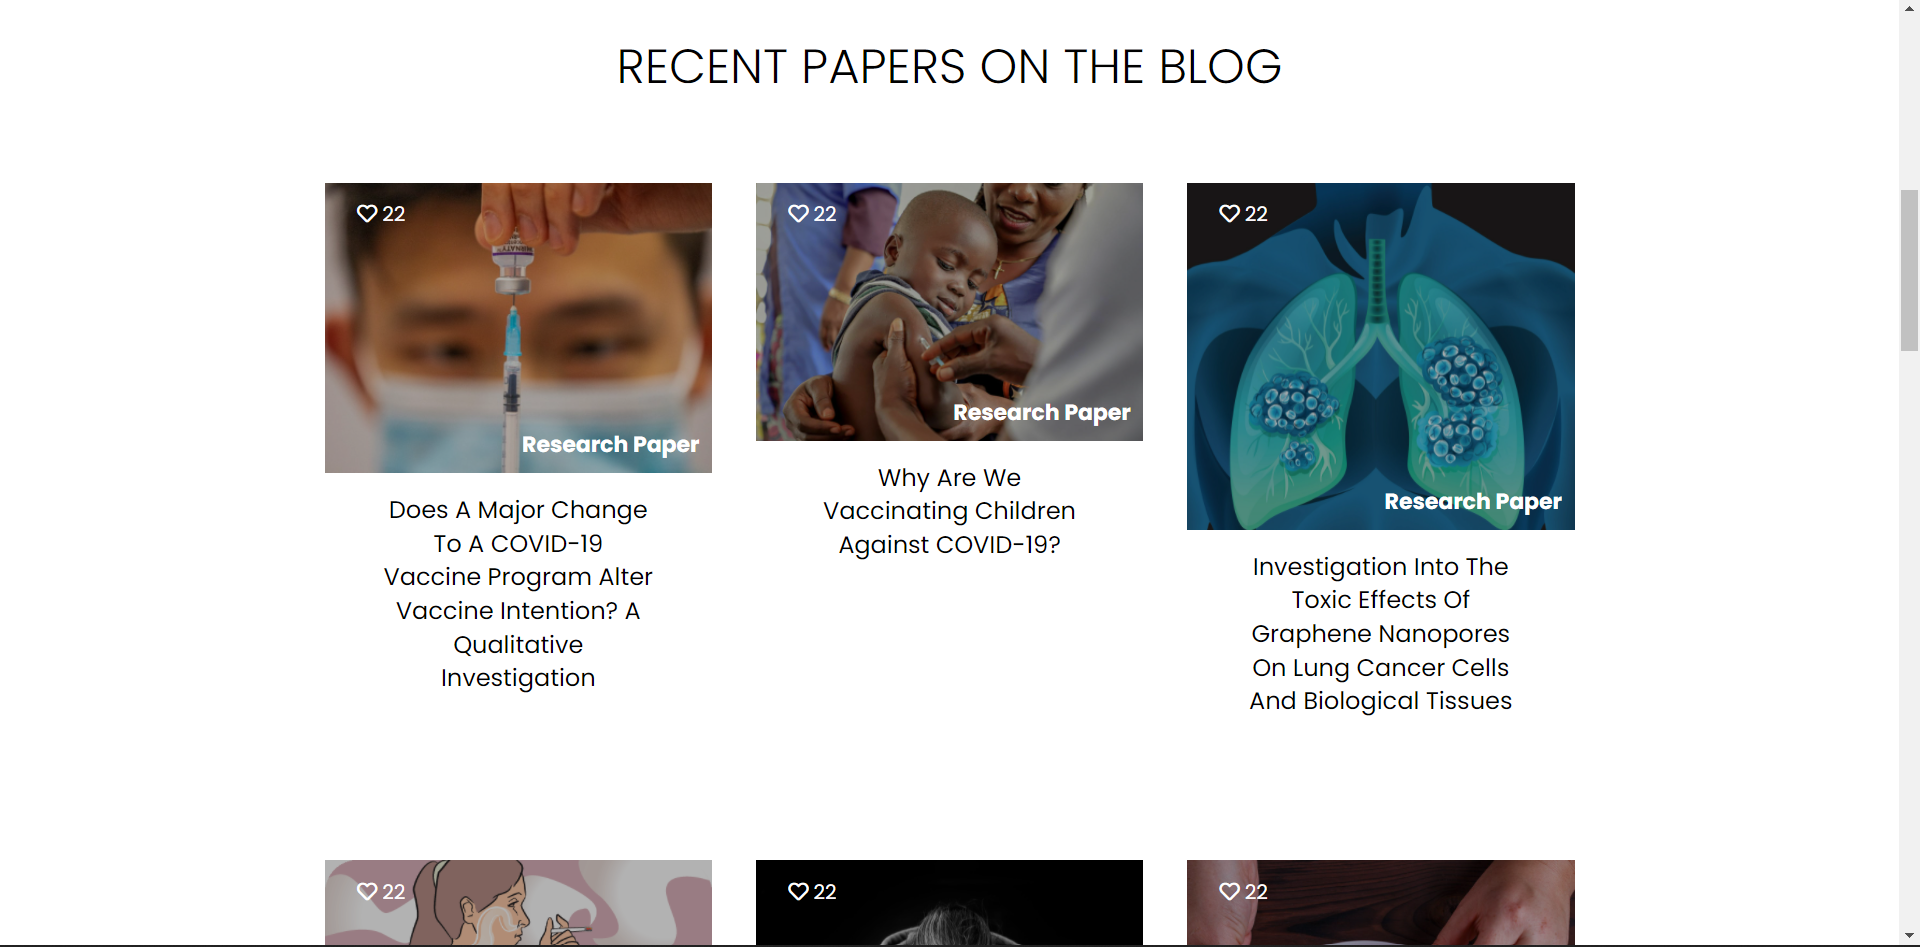 RECENT PAPERS ON THE BLOG
22
22
22
Research Paper
Research Paper
Research Paper
Does A Major Change
To A COVID-19
Vaccine Program Alter
Vaccine Intention? A
Qualitative
Investigation
Why Are We
Vaccinating Children
Against COVID-19?
Investigation Into The
Toxic Effects Of
Graphene Nanopores
On Lung Cancer Cells
And Biological Tissues
22
22
22